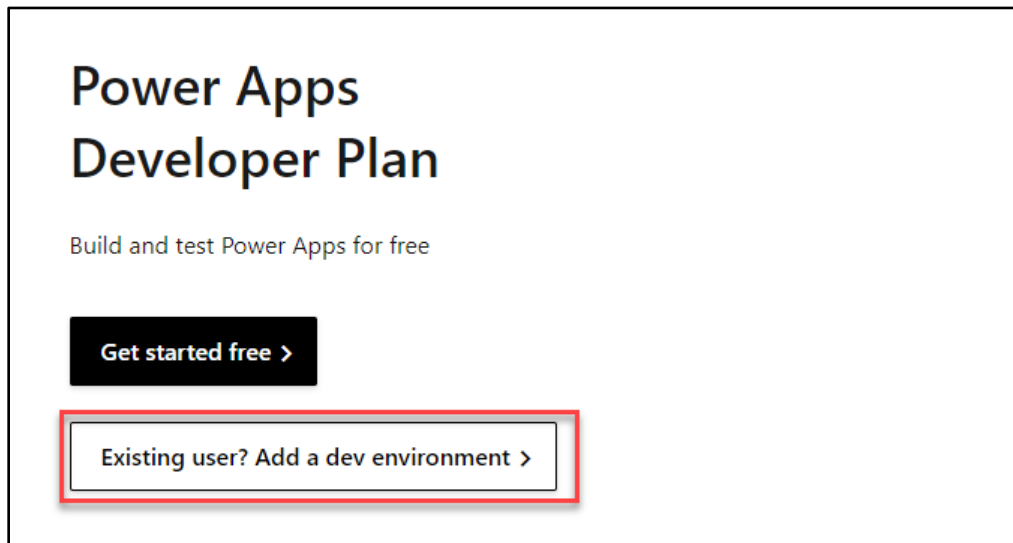 Power Apps
Developer Plan
Build and test Power Apps for free
Get started free >
Existing user? Add a dev environment >